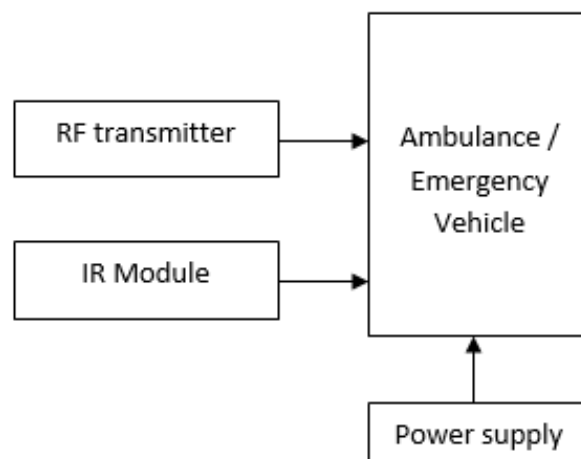 RF transmitter
IR Module
Ambulance /
Emergency
Vehicle
Power supply